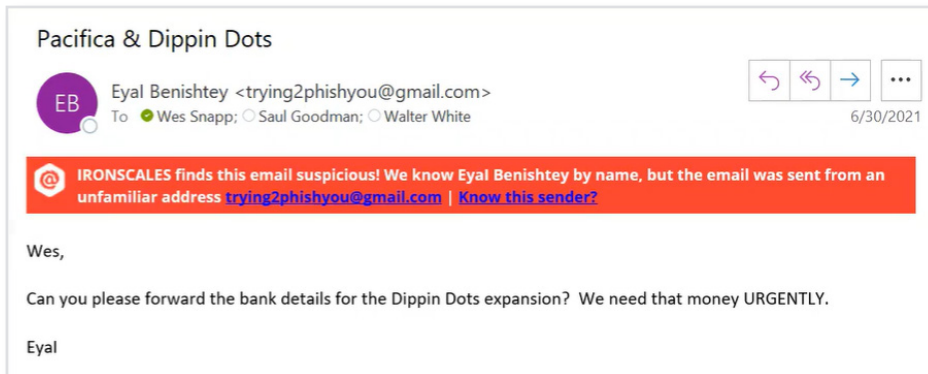 Pacifica & Dippin Dots
EB
Eyal Benishtey <trying2phishyou@gmail.com>
To Wes Snapp; Saul Goodman; Walter White
6/30/2021
@ IRONSCALES finds this email suspicious! We know Eyal Benishtey by name, but the email was sent from an
unfamiliar address trying2phishyou@gmail.com | Know this sender?
Wes,
Can you please forward the bank details for the Dippin Dots expansion? We need that money URGENTLY.
Eyal